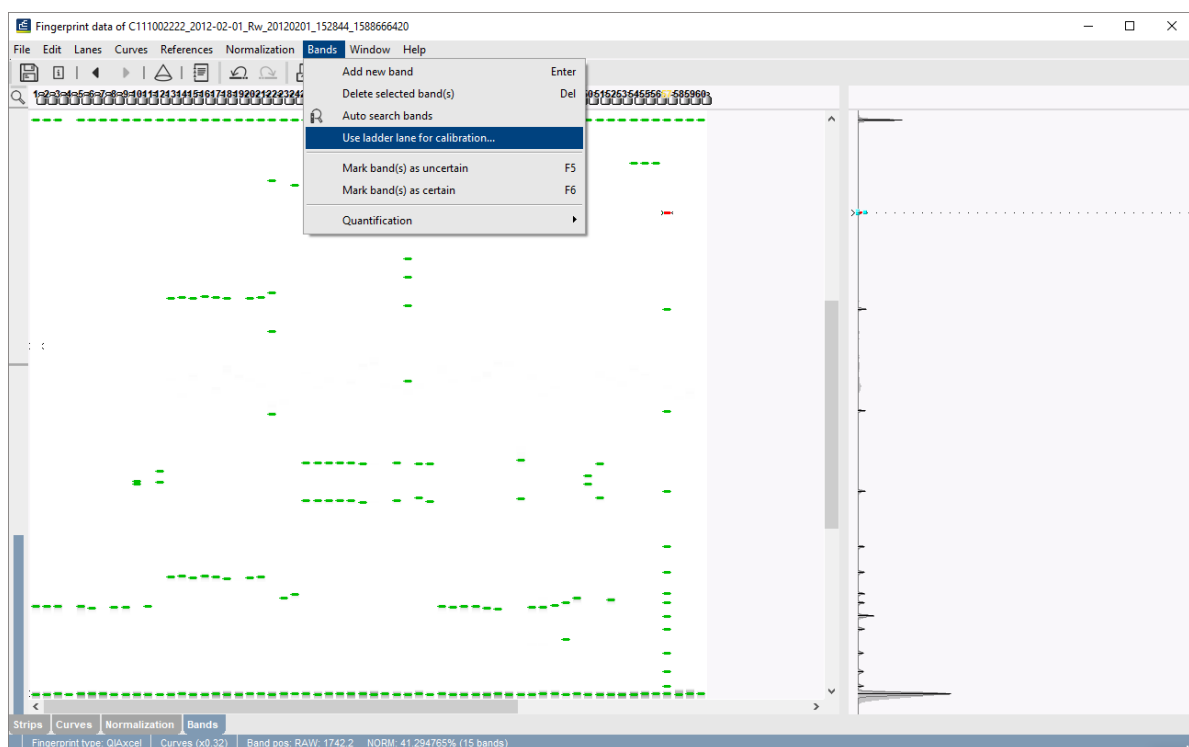 Fingerprint data of C111002222_2012-02-01_Rw_20120201_152844_1588666420
File Edit Lanes Curves References Normalization Bands Window Help
Add new band Enter
Delete selected band(s) Del
Auto search bands
Use ladder lane for calibration...
Mark band(s) as uncertain F5
Mark band(s) as certain F6
Quantification
Strips Curves Normalization Bands
Fingerprint type: QIAxcel Curves (x0.32) Band pos: RAW: 1742.2 NORM: 41.294765% (15 bands)